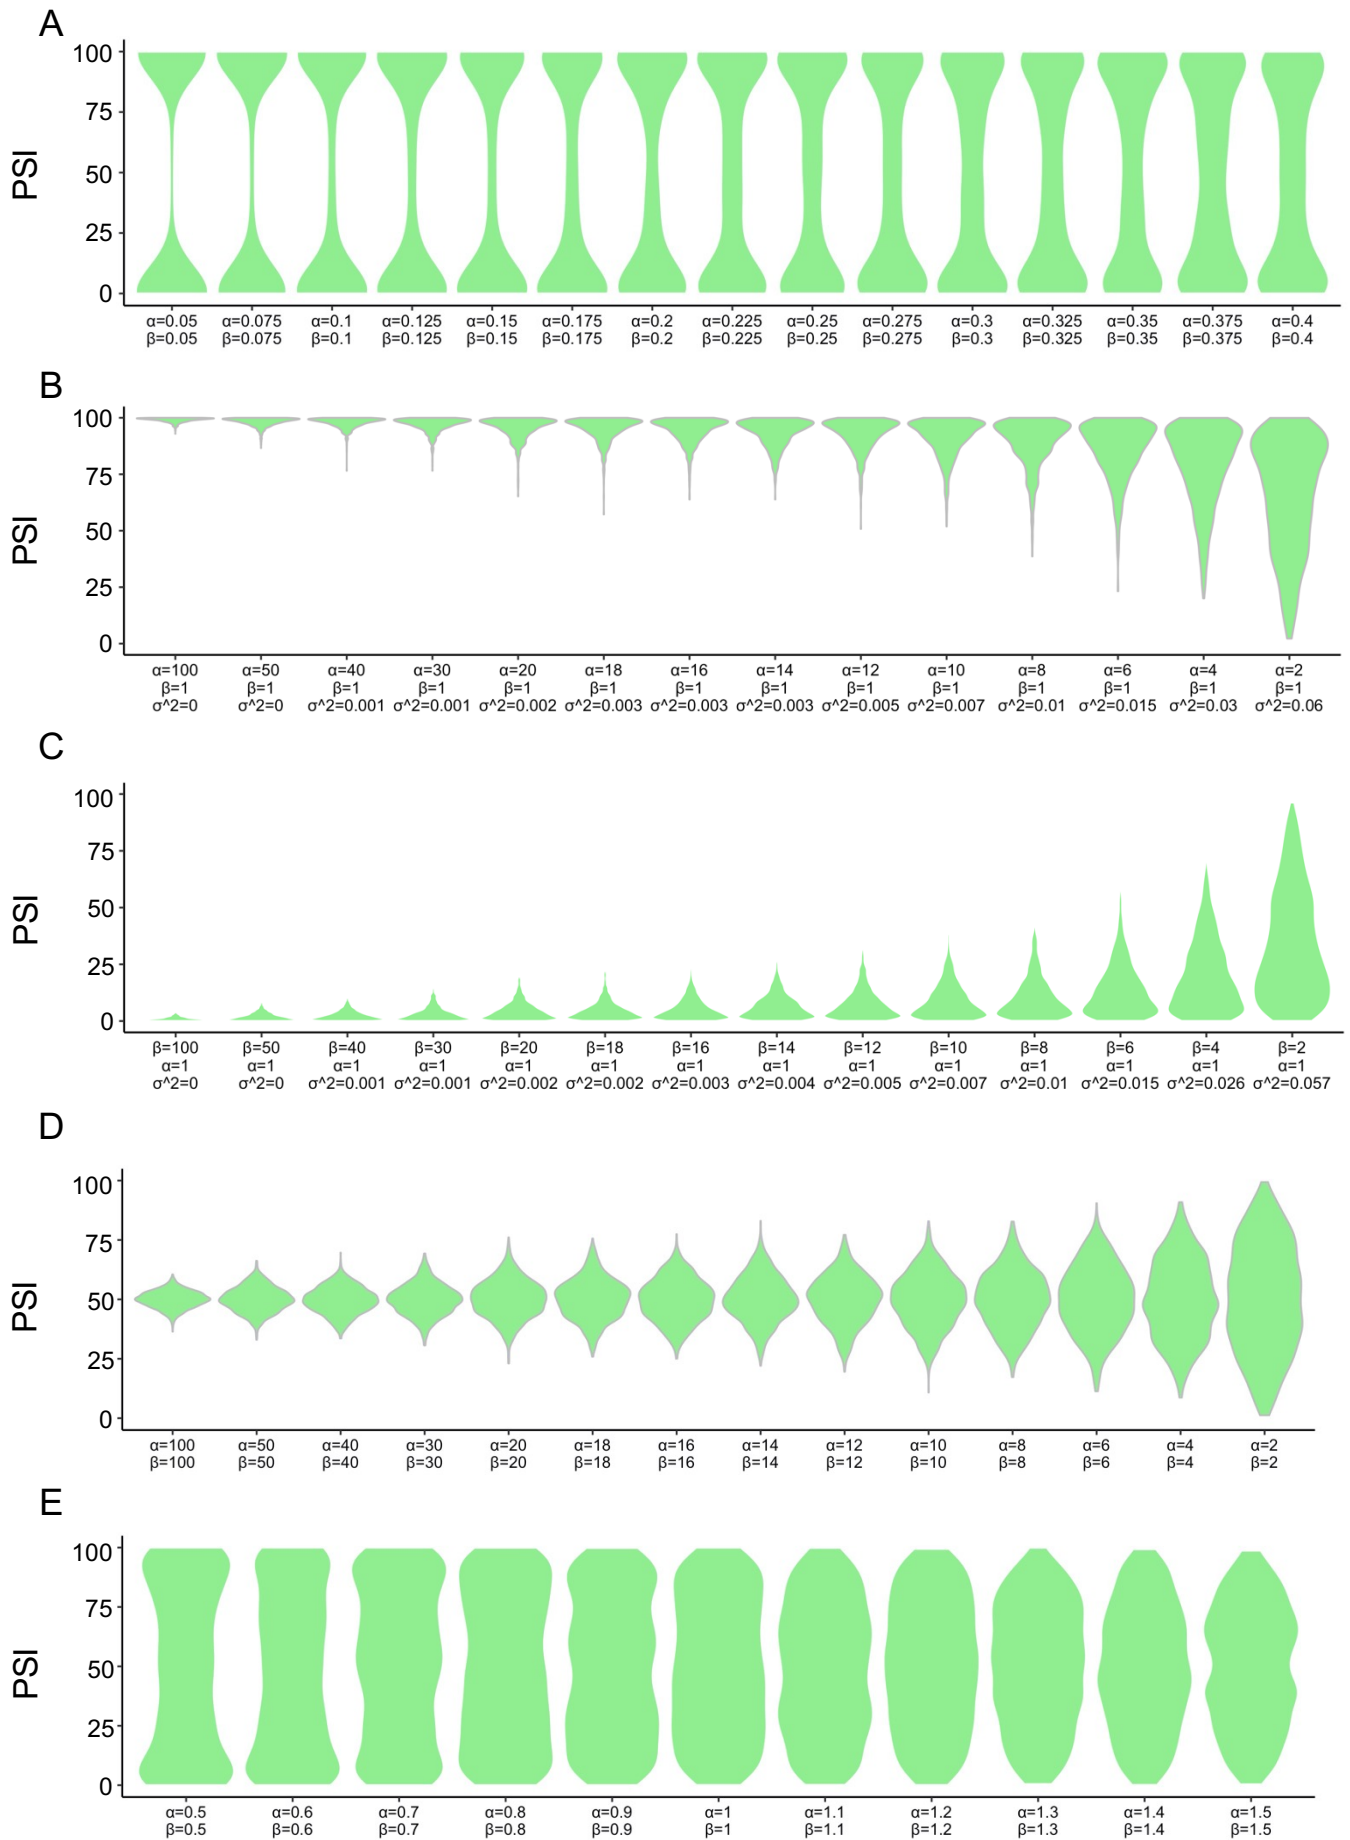 A
PSI
100
75
50
25
0
α=0.05 α=0.075 α=0.1 α=0.125 α=0.15 α=0.175 α=0.2 α=0.225 α=0.25 α=0.275 α=0.3 α=0.325 α=0.35 α=0.375 α=0.4
β=0.05 β=0.075 β=0.1 β=0.125 β=0.15 β=0.175 β=0.2 β=0.225 β=0.25 β=0.275 β=0.3 β=0.325 β=0.35 β=0.375 β=0.4
B
PSI
100
75
50
25
0
α=100 α=50 α=40 α=30 α=20 α=18 α=16 α=14 α=12 α=10 α=8 α=6 α=4 α=2
β=1 β=1 β=1 β=1 β=1 β=1 β=1 β=1 β=1 β=1 β=1 β=1 β=1 β=1
σ^2=0 σ^2=0 σ^2=0.001 σ^2=0.001 σ^2=0.002 σ^2=0.003 σ^2=0.003 σ^2=0.003 σ^2=0.005 σ^2=0.007 σ^2=0.01 σ^2=0.015 σ^2=0.03 σ^2=0.06
C
PSI
100
75
50
25
0
β=100 β=50 β=40 β=30 β=20 β=18 β=16 β=14 β=12 β=10 β=8 β=6 β=4 β=2
α=1 α=1 α=1 α=1 α=1 α=1 α=1 α=1 α=1 α=1 α=1 α=1 α=1 α=1
σ^2=0 σ^2=0 σ^2=0.001 σ^2=0.001 σ^2=0.002 σ^2=0.002 σ^2=0.003 σ^2=0.004 σ^2=0.005 σ^2=0.007 σ^2=0.01 σ^2=0.015 σ^2=0.026 σ^2=0.057
D
PSI
100
75
50
25
0
α=100 α=50 α=40 α=30 α=20 α=18 α=16 α=14 α=12 α=10 α=8 α=6 α=4 α=2
β=100 β=50 β=40 β=30 β=20 β=18 β=16 β=14 β=12 β=10 β=8 β=6 β=4 β=2
E
PSI
100
75
50
25
0
α=0.5 α=0.6 α=0.7 α=0.8 α=0.9 α=1 α=1.1 α=1.2 α=1.3 α=1.4 α=1.5
β=0.5 β=0.6 β=0.7 β=0.8 β=0.9 β=1 β=1.1 β=1.2 β=1.3 β=1.4 β=1.5